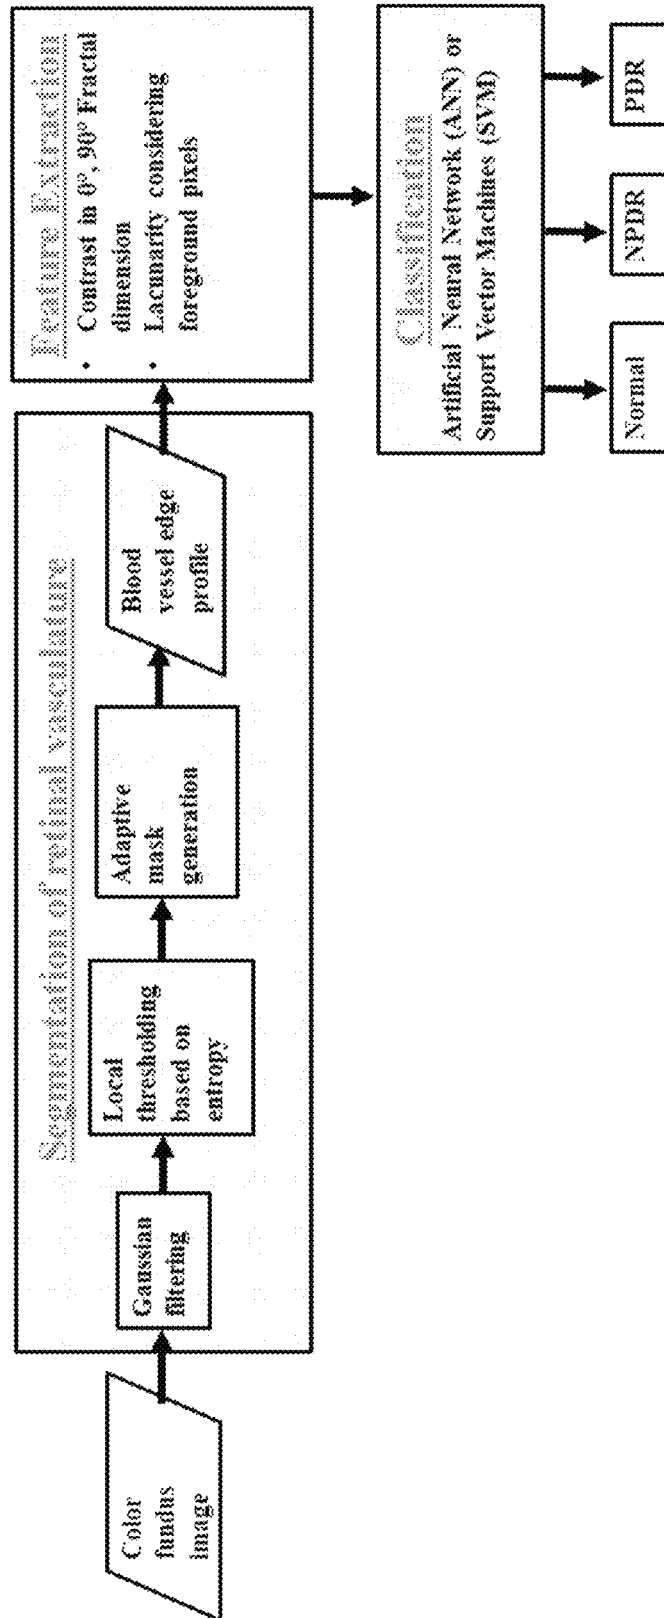 Color
fundus
image
Segmentation of retinal vasculature
Gaussian
filtering
Local
thresholding
based on
entropy
Adaptive
mask
generation
Blood
vessel edge
profile
Feature Extraction
• Contrast in 0°, 90° Fractal
dimension
• Lacunarity considering
foreground pixels
Classification
Artificial Neural Network (ANN) or
Support Vector Machines (SVM)
Normal
NPDR
PDR